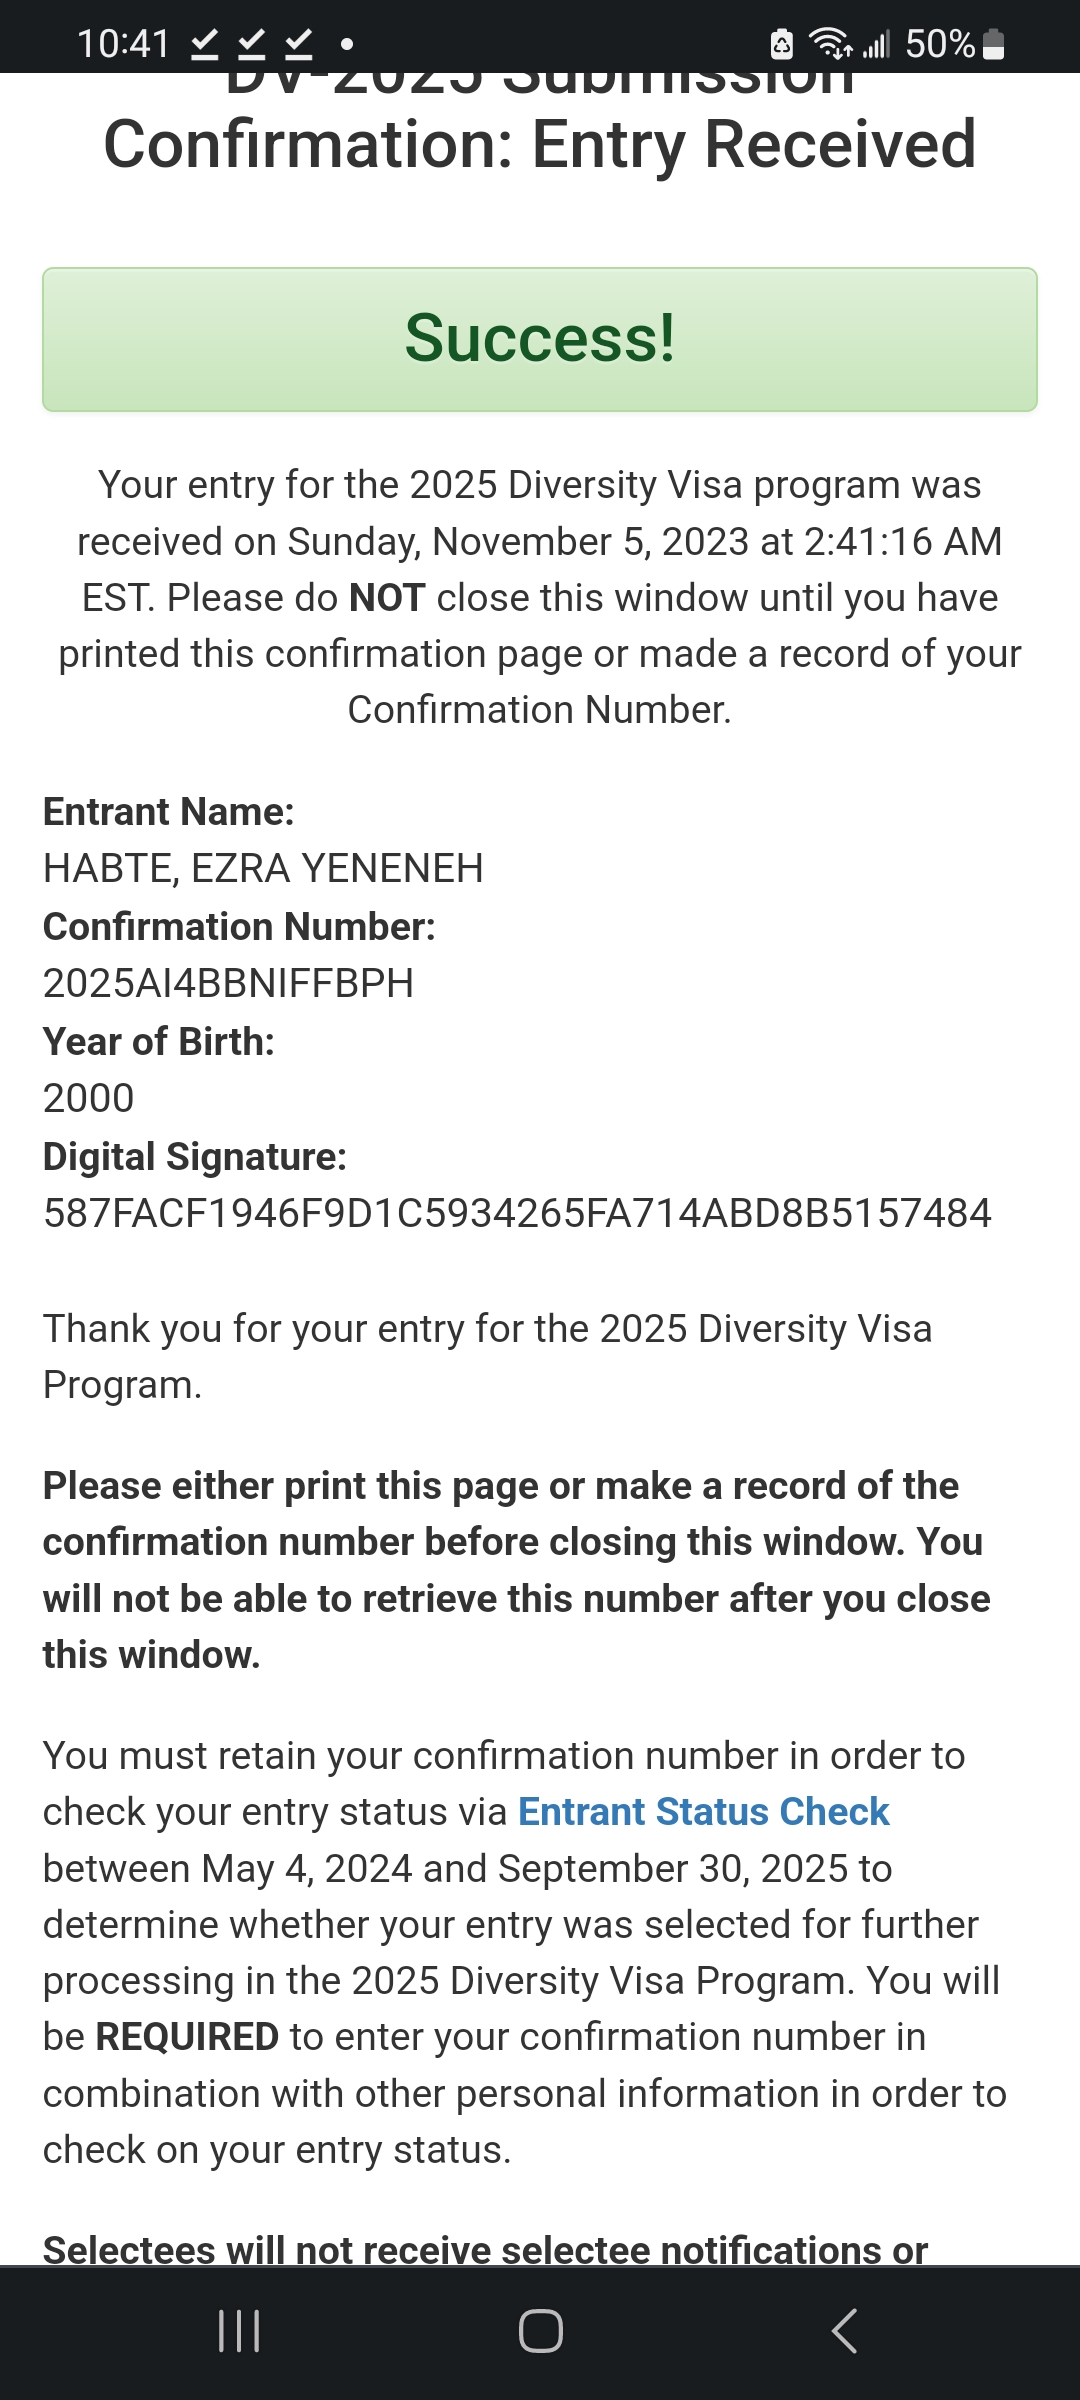 10:41
50%
DV-2025 Submission
Confirmation: Entry Received
Success!
Your entry for the 2025 Diversity Visa program was
received on Sunday, November 5, 2023 at 2:41:16 AM
EST. Please do NOT close this window until you have
printed this confirmation page or made a record of your
Confirmation Number.
Entrant Name:
HABTE, EZRA YENENEH
Confirmation Number:
2025AI4BBNIFFBPH
Year of Birth:
2000
Digital Signature:
587FACF1946F9D1C5934265FA714ABD8B5157484
Thank you for your entry for the 2025 Diversity Visa
Program.
Please either print this page or make a record of the
confirmation number before closing this window. You
will not be able to retrieve this number after you close
this window.
You must retain your confirmation number in order to
check your entry status via Entrant Status Check
between May 4, 2024 and September 30, 2025 to
determine whether your entry was selected for further
processing in the 2025 Diversity Visa Program. You will
be REQUIRED to enter your confirmation number in
combination with other personal information in order to
check on your entry status.
Selectees will not receive selectee notifications or